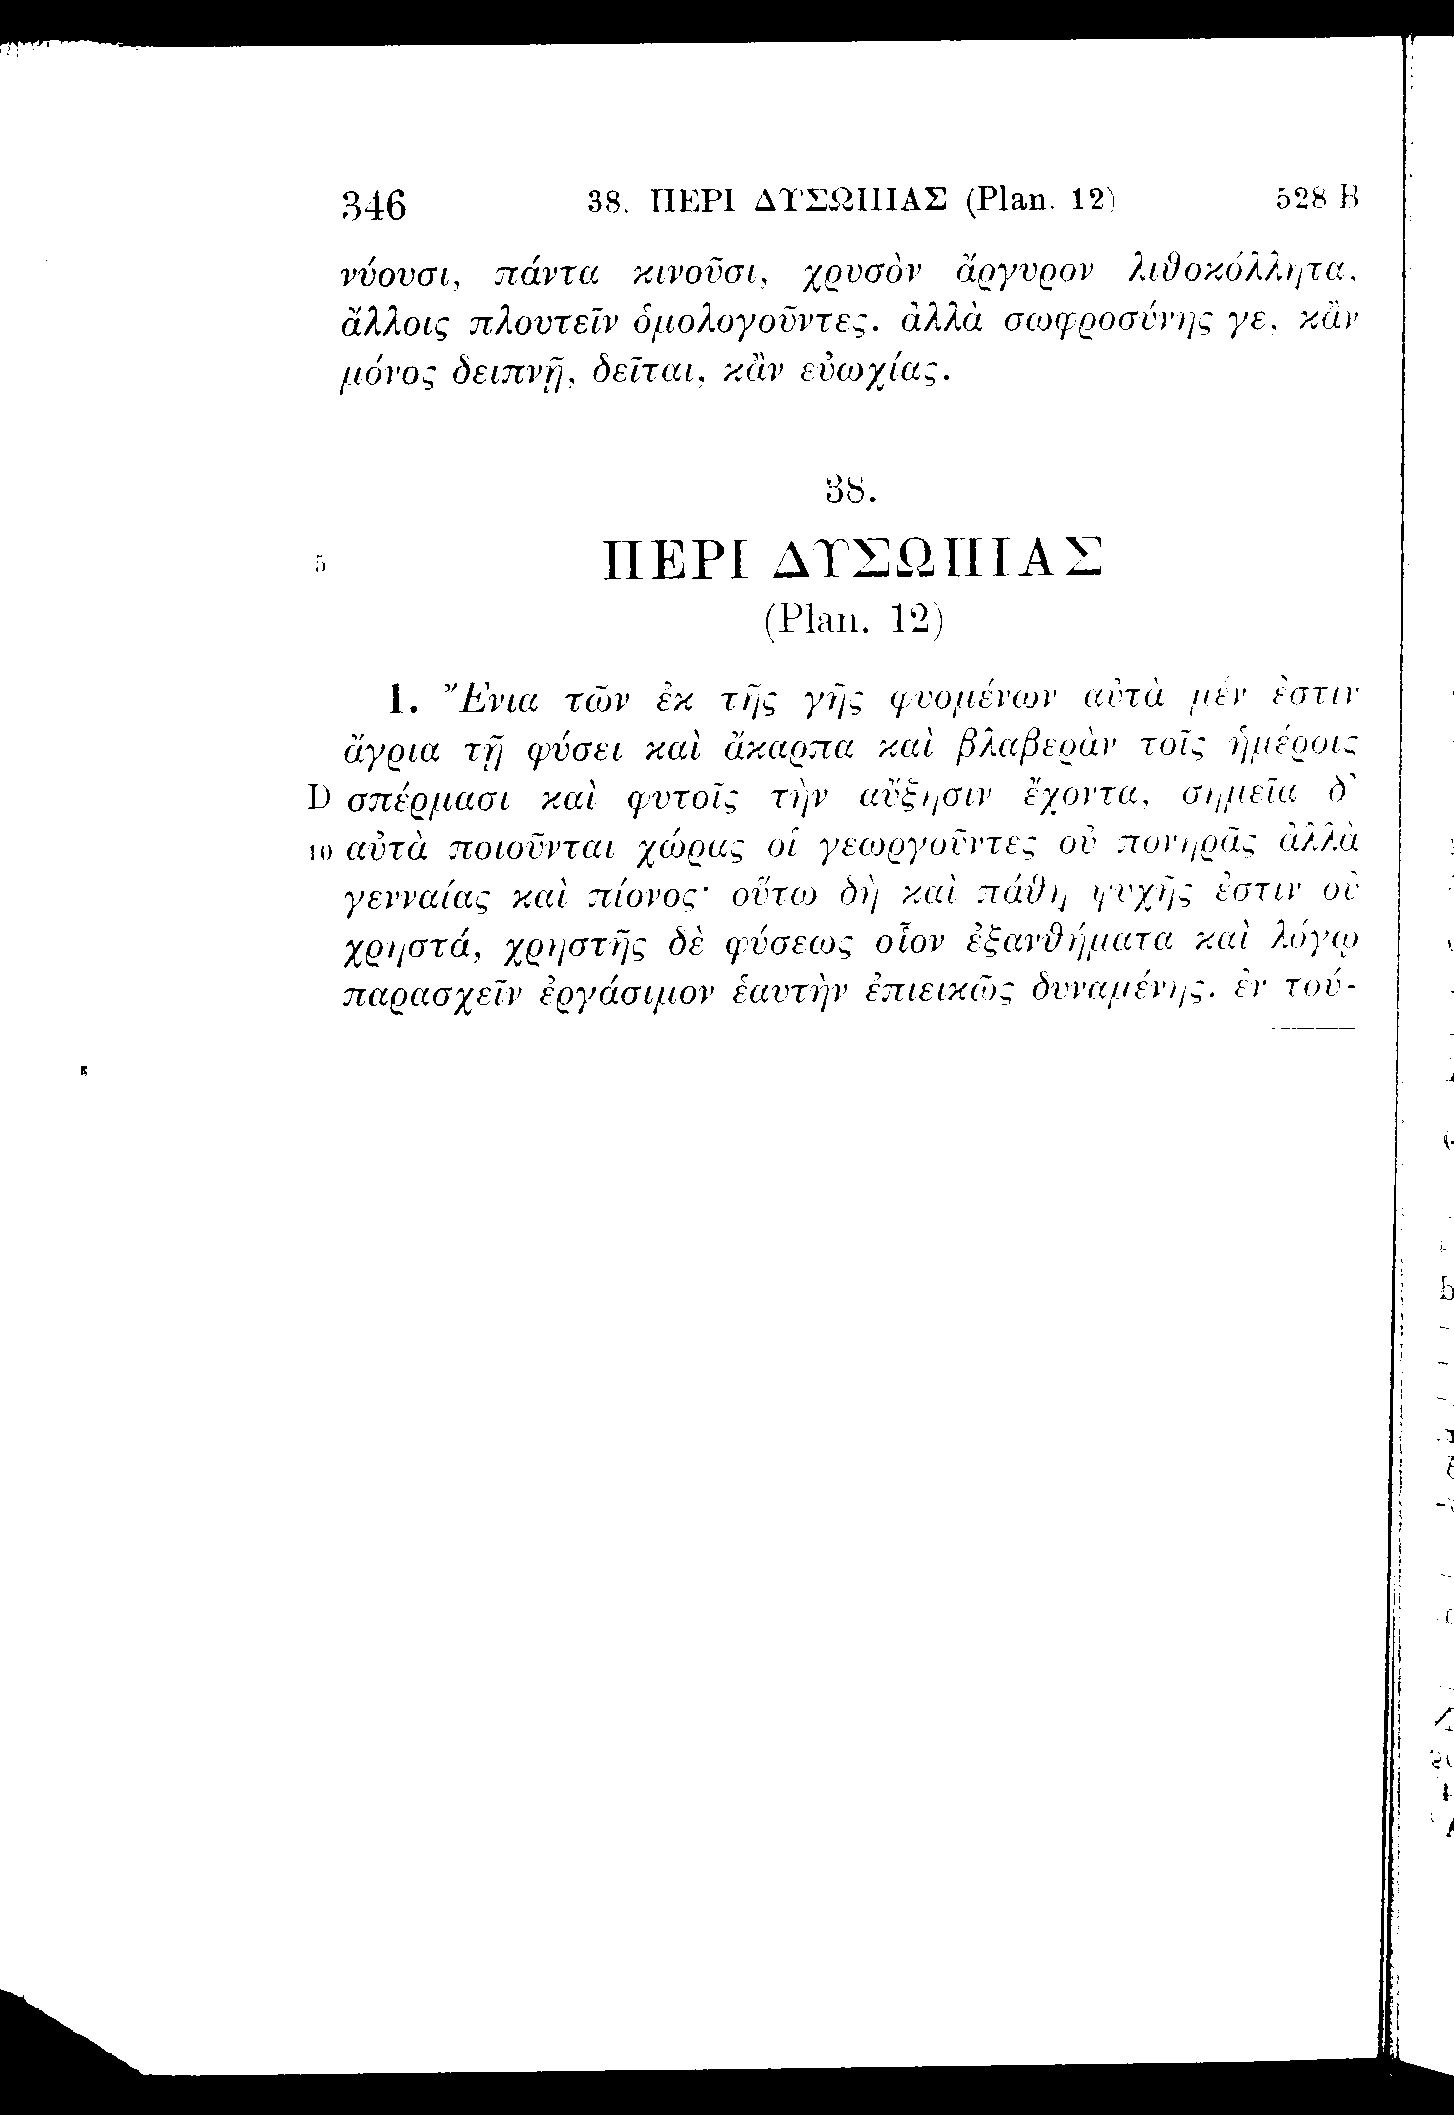 346 38. ΠΕΡΙ ΔΥΣΩΠΙΑΣ (Plan. 12) 528 B
νύουσι, πάντα κινοῦσι, χρυσὸν ἄργυρον λιθοκόλλητα,
ἄλλοις πλουτεῖν ὁμολογοῦντες. ἀλλὰ σωφροσύνης γε, κἂν
μόνος δειπνῇ, δεῖται, κἂν εὐωχίας.
38.
5 ΠΕΡΙ ΔΥΣΩΠΙΑΣ
(Plan. 12)
1. Ἔνια τῶν ἐκ τῆς γῆς φυομένων αὐτὰ μέν ἐστιν
ἄγρια τῇ φύσει καὶ ἄκαρπα καὶ βλαβερὰν τοῖς ἡμέροις
D σπέρμασι καὶ φυτοῖς τὴν αὔξησιν ἔχοντα, σημεῖα δ᾽
10 αὐτὰ ποιοῦνται χώρας οἱ γεωργοῦντες οὐ πονηρᾶς ἀλλὰ
γενναίας καὶ πίονος· οὕτω δὴ καὶ πάθη ψυχῆς ἐστιν οὐ
χρηστά, χρηστῆς δὲ φύσεως οἷον ἐξανθήματα καὶ λόγῳ
παρασχεῖν ἐργάσιμον ἑαυτὴν ἐπιεικῶς δυναμένης. ἐν τού-